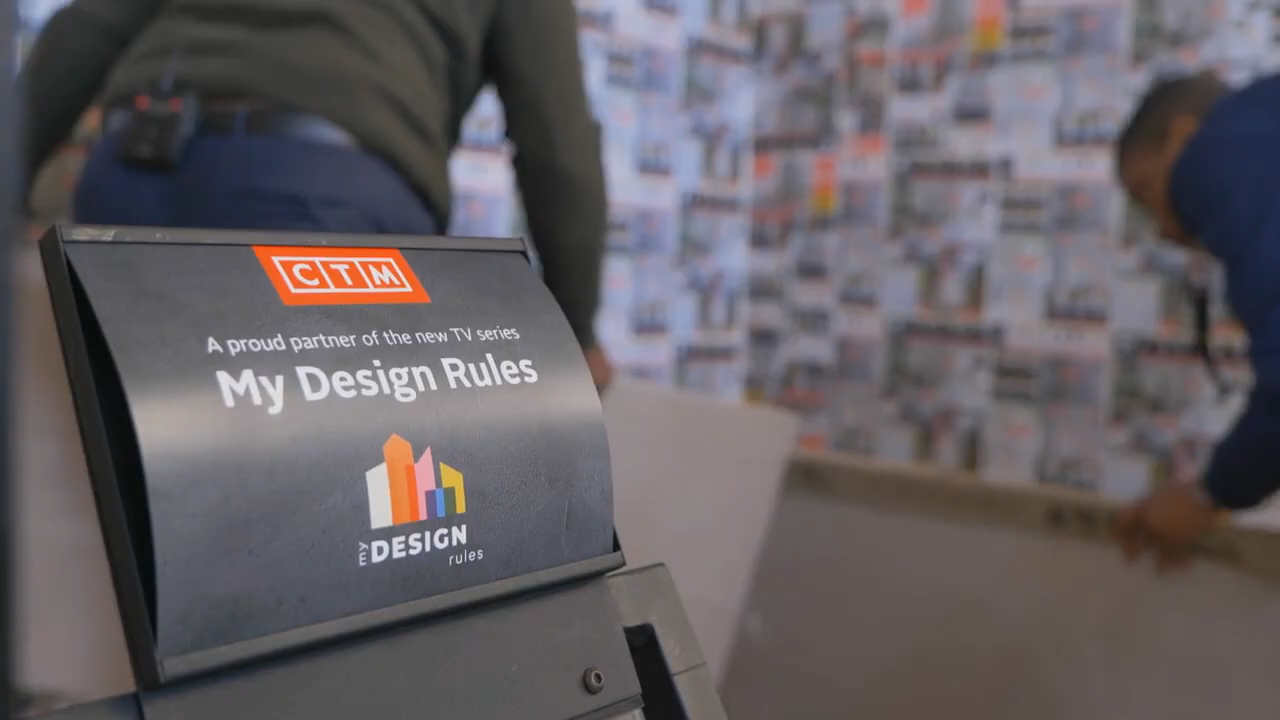 CTM
A proud partner of the new TV series
My Design Rules
my DESIGN
rules